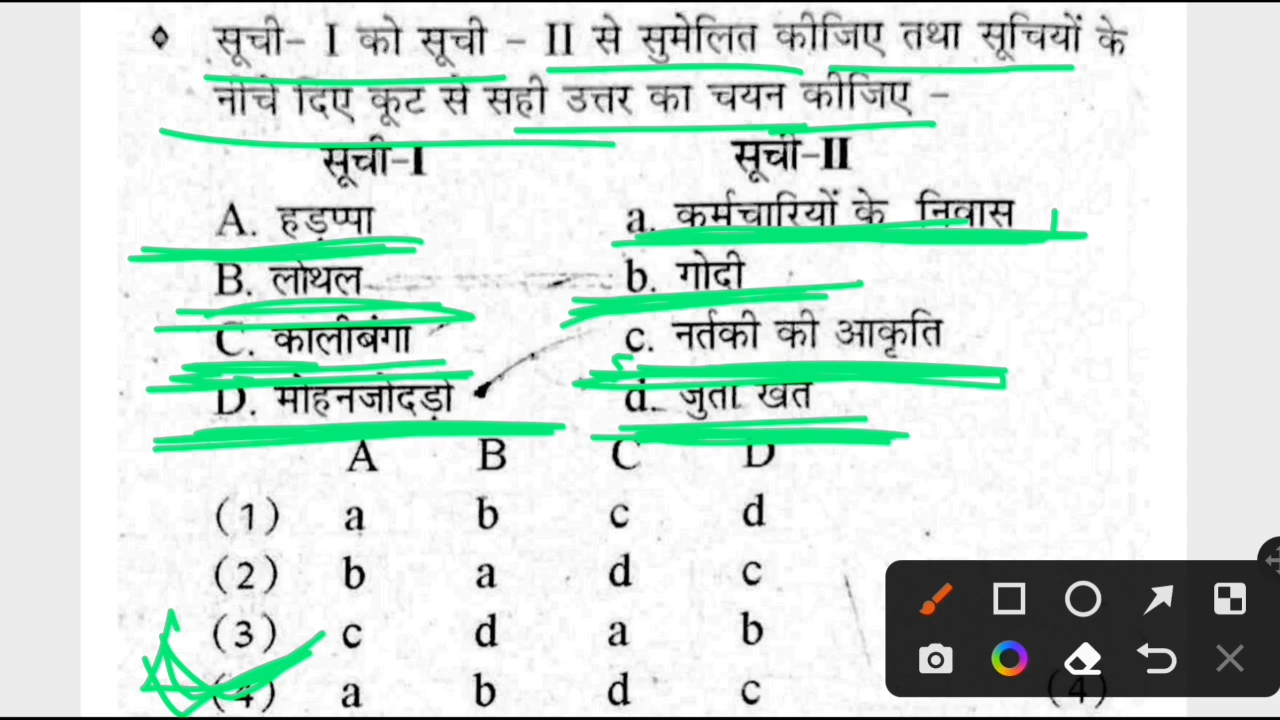 सूची- I को सूची - II से सुमेलित कीजिए तथा सूचियों के
नीचे दिए कूट से सही उत्तर का चयन कीजिए -
सूची-I सूची-II
A. हड़प्पा a. कर्मचारियों के निवास
B. लोथल b. गोदी
C. कालीबंगा c. नर्तकी की आकृति
D. मोहनजोदड़ो d. जुता खेत
A B C D
(1) a b c d
(2) b a d c
(3) c d a b
(4) a b d c (4)